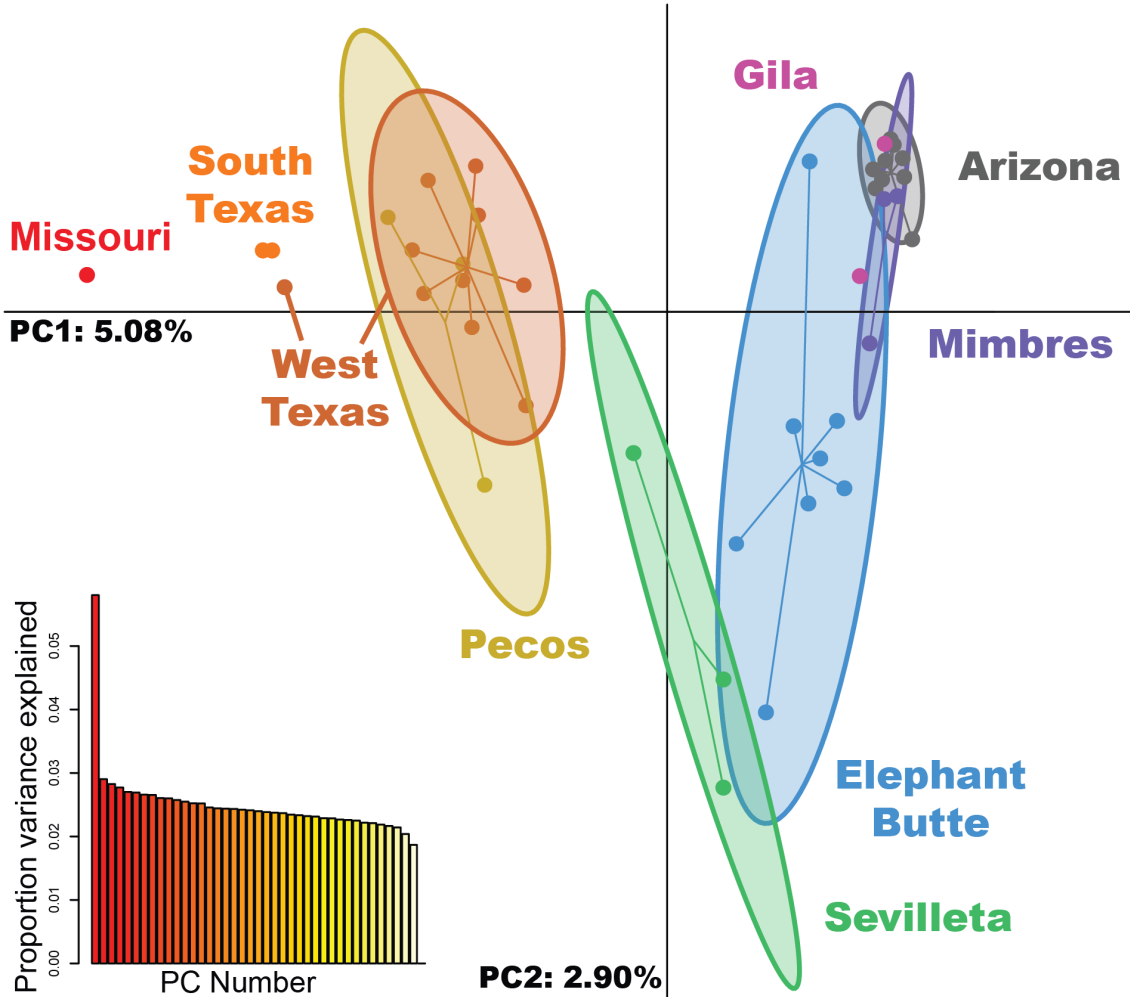 Gila
South
Texas
Arizona
Missouri
PC1: 5.08%
Mimbres
West
Texas
Pecos
Proportion variance explained
0.05
0.04
0.03
0.02
0.01
0.00
PC Number
Elephant
Butte
Sevilleta
PC2: 2.90%